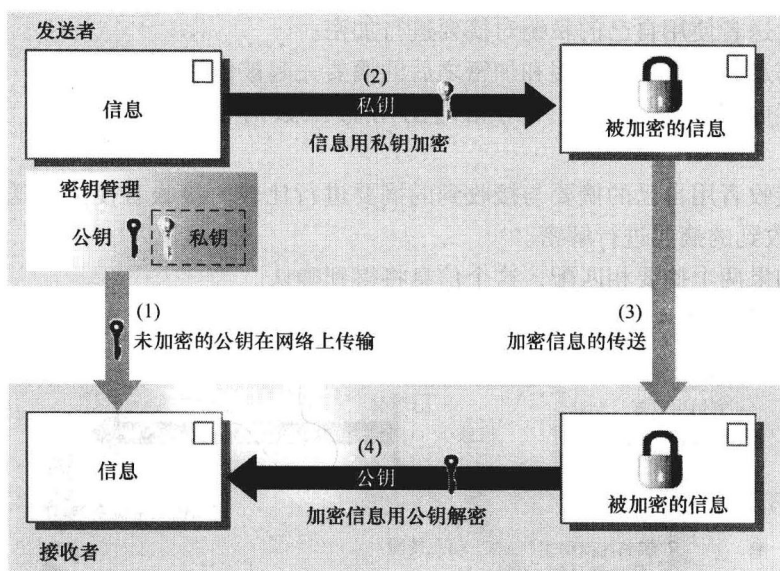 发送者
信息
(2)
私钥
信息用私钥加密
被加密的信息
密钥管理
公钥
私钥
(1)
未加密的公钥在网络上传输
(3)
加密信息的传送
信息
(4)
公钥
加密信息用公钥解密
被加密的信息
接收者